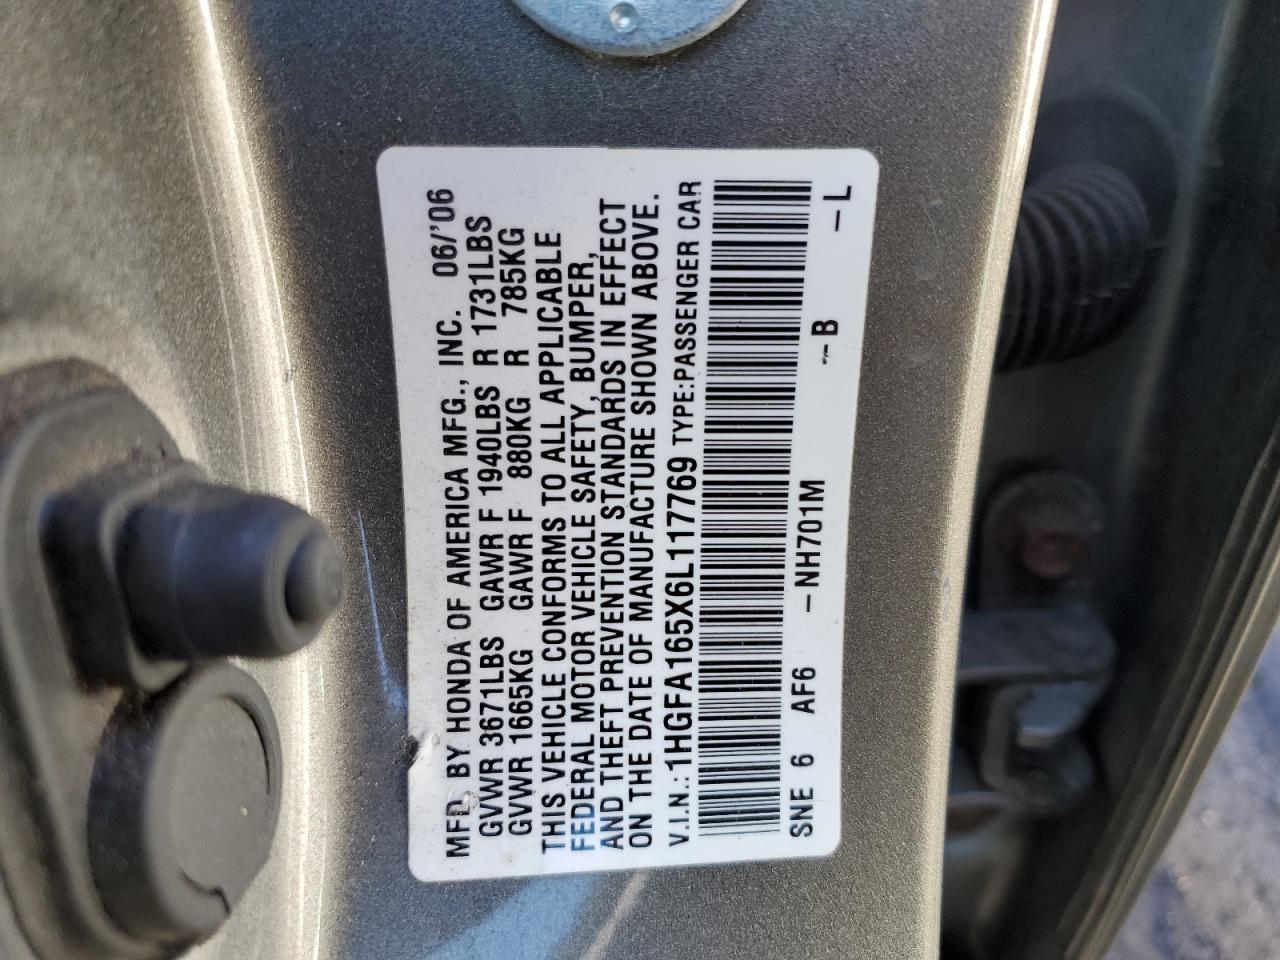 MFD. BY HONDA OF AMERICA MFG., INC. 06/'06
GVWR 3671LBS GAWR F 1940LBS R 1731LBS
GVWR 1665KG GAWR F 880KG R 785KG
THIS VEHICLE CONFORMS TO ALL APPLICABLE
FEDERAL MOTOR VEHICLE SAFETY, BUMPER,
AND THEFT PREVENTION STANDARDS IN EFFECT
ON THE DATE OF MANUFACTURE SHOWN ABOVE.
V.I.N.: 1HGFA165X6L117769 TYPE:PASSENGER CAR
SNE 6 AF6 –NH701M –B –L